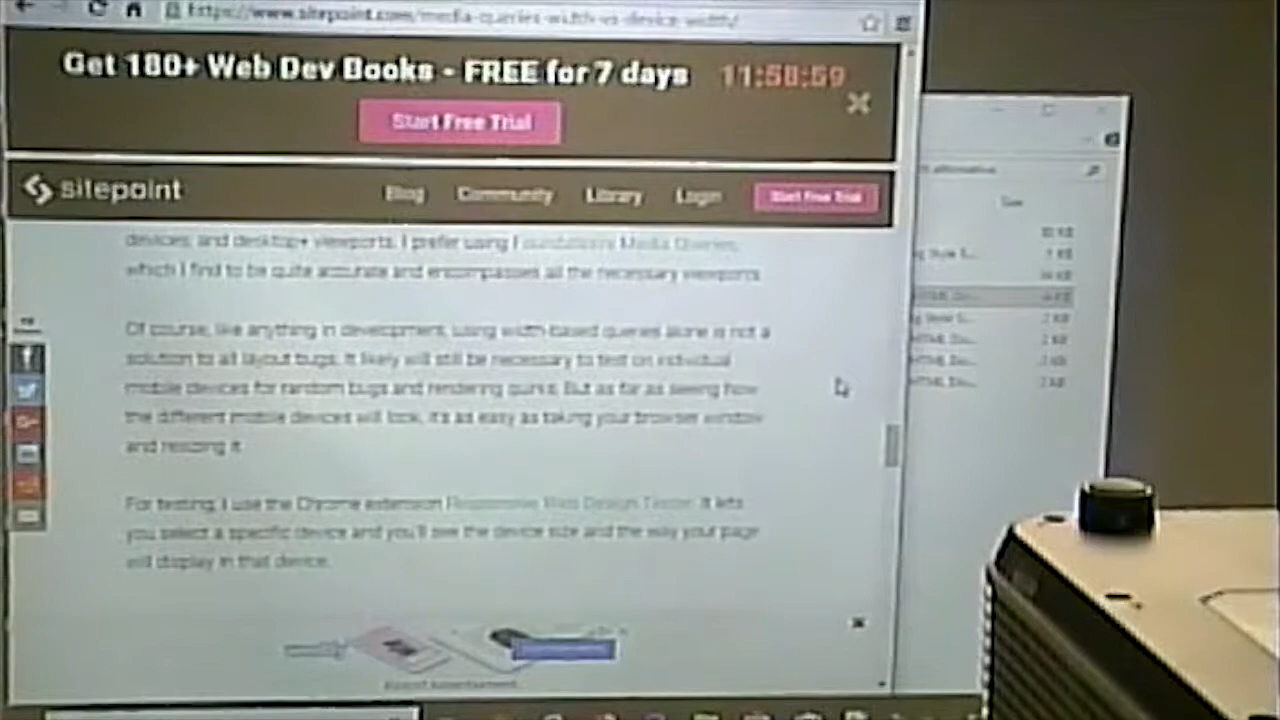 https://www.sitepoint.com/media-queries-width-vs-device-width/
Get 180+ Web Dev Books - FREE for 7 days 11:58:59
Start Free Trial
sitepoint Blog Community Library Login Start Free Trial
devices, and desktop+ viewports. I prefer using Foundation's Media Queries,
which I find to be quite accurate and encompasses all the necessary viewports.
Of course, like anything in development, using width-based queries alone is not a
solution to all layout bugs. It likely will still be necessary to test on individual
mobile devices for random bugs and rendering quirks. But as far as seeing how
the different mobile devices will look, it's as easy as taking your browser window
and resizing it.
For testing, I use the Chrome extension Responsive Web Design Tester. It lets
you select a specific device and you'll see the device size and the way your page
will display in that device.
Size